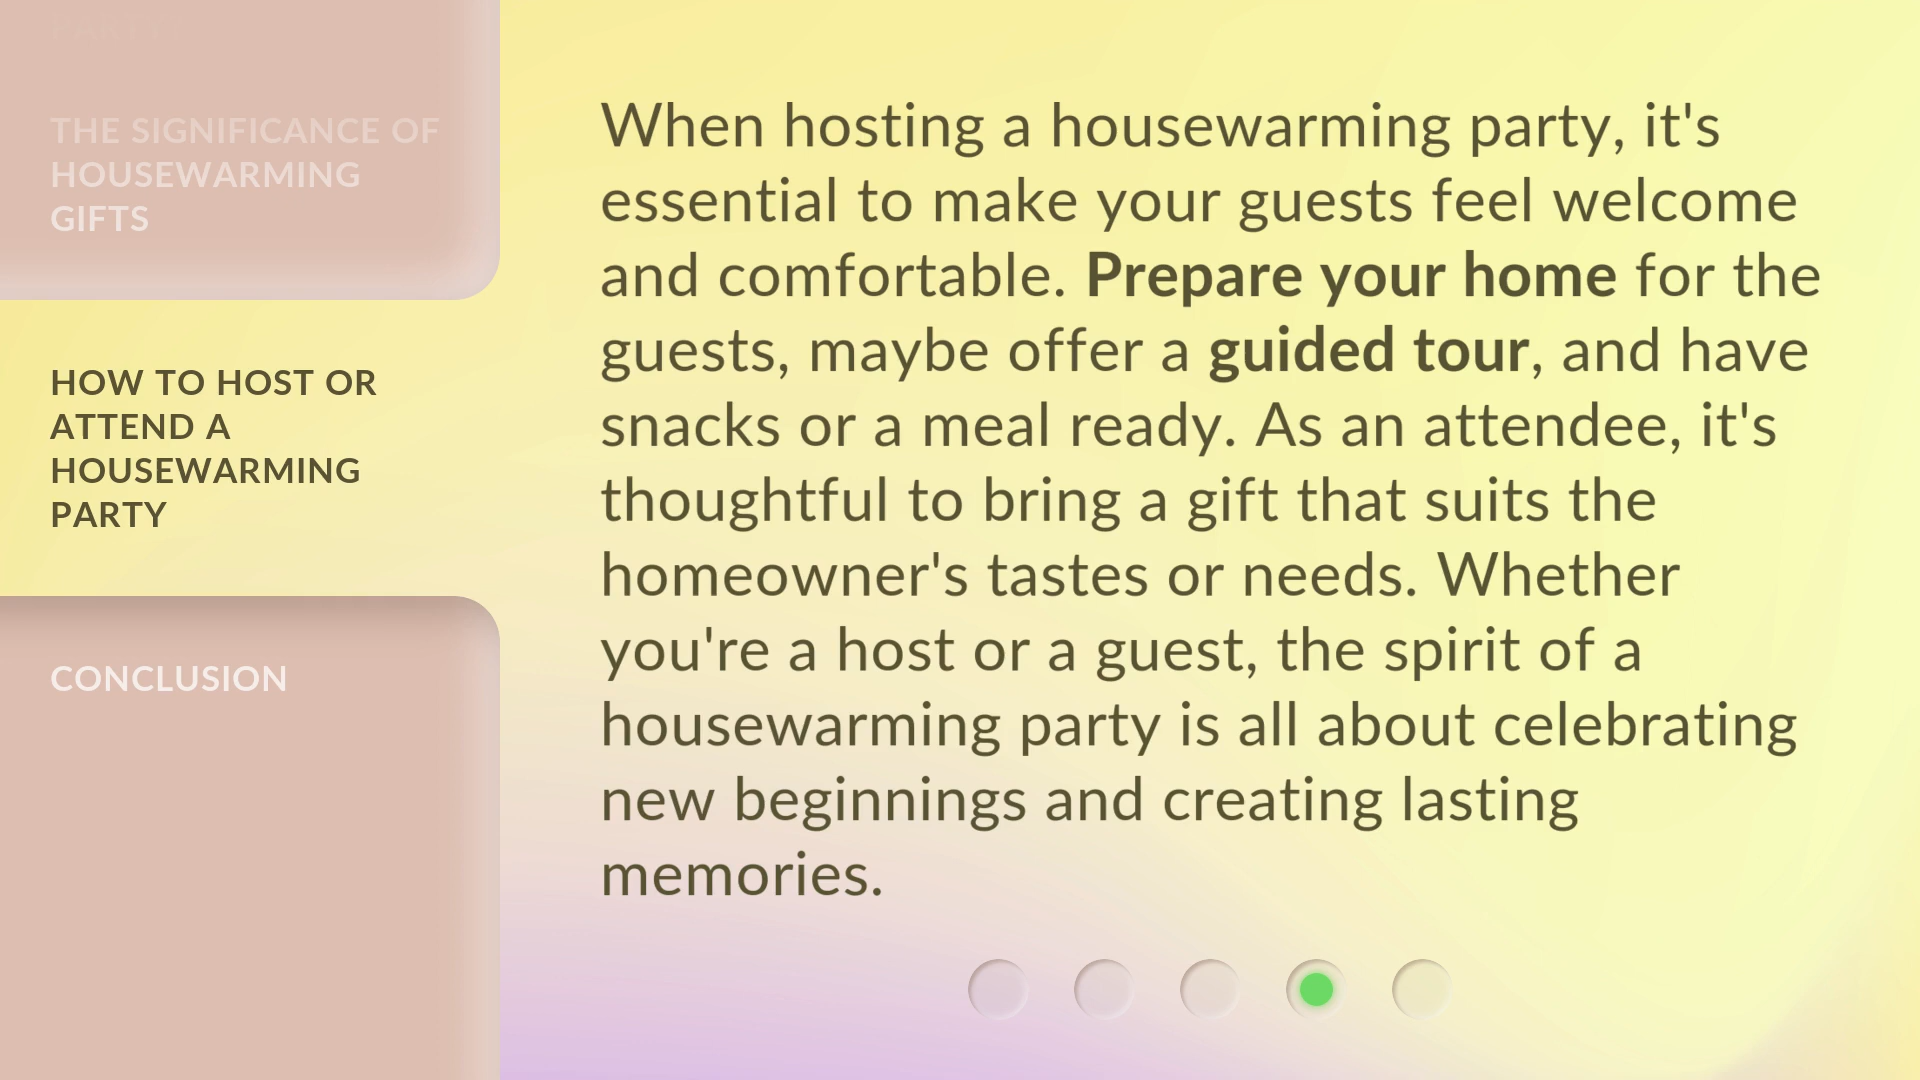 PARTY
THE SIGNIFICANCE OF
HOUSEWARMING
GIFTS
HOW TO HOST OR
ATTEND A
HOUSEWARMING
PARTY
CONCLUSION
When hosting a housewarming party, it's
essential to make your guests feel welcome
and comfortable. Prepare your home for the
guests, maybe offer a guided tour, and have
snacks or a meal ready. As an attendee, it's
thoughtful to bring a gift that suits the
homeowner's tastes or needs. Whether
you're a host or a guest, the spirit of a
housewarming party is all about celebrating
new beginnings and creating lasting
memories.